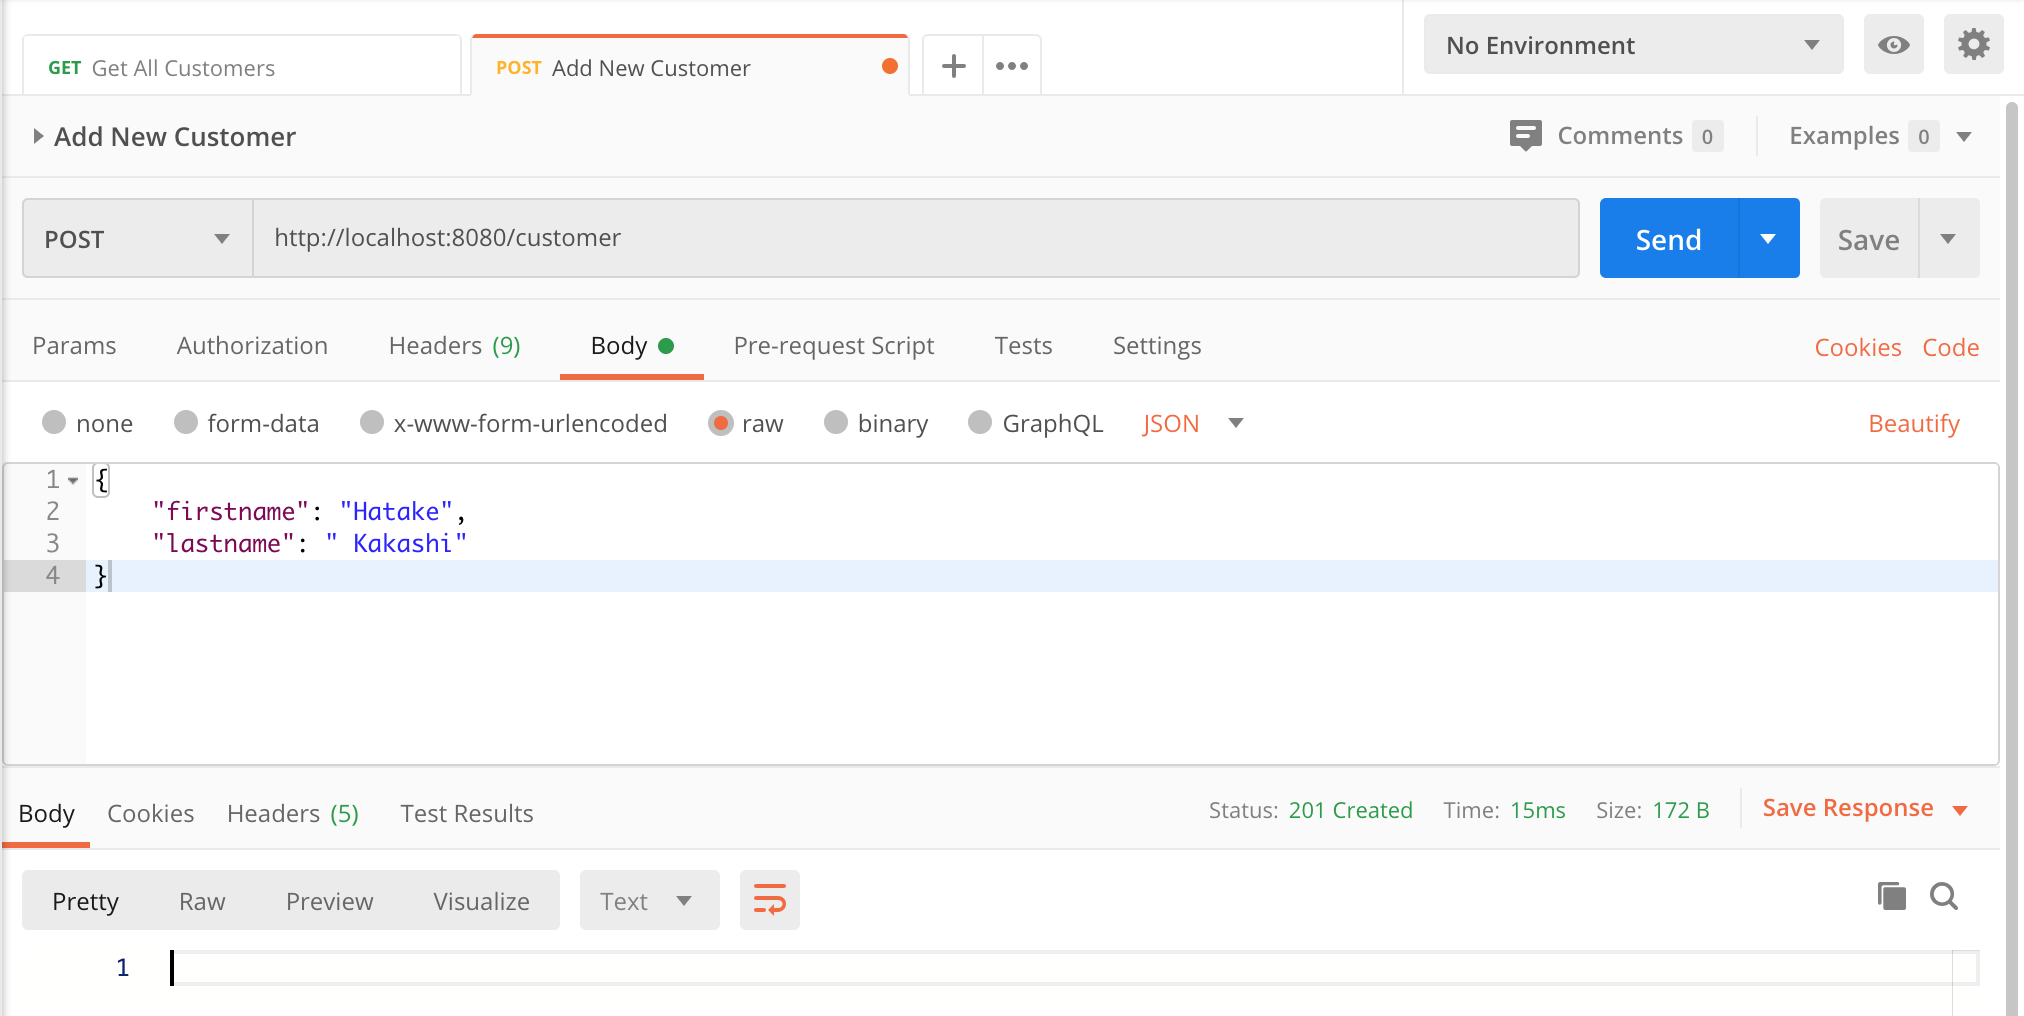 GET Get All Customers
POST Add New Customer
No Environment
Add New Customer
Comments 0
Examples 0
POST
http://localhost:8080/customer
Send
Save
Params Authorization Headers (9) Body Pre-request Script Tests Settings Cookies Code
none form-data x-www-form-urlencoded raw binary GraphQL JSON Beautify
1 {
2 "firstname": "Hatake",
3 "lastname": " Kakashi"
4 }
Body Cookies Headers (5) Test Results Status: 201 Created Time: 15ms Size: 172 B Save Response
Pretty Raw Preview Visualize Text
1